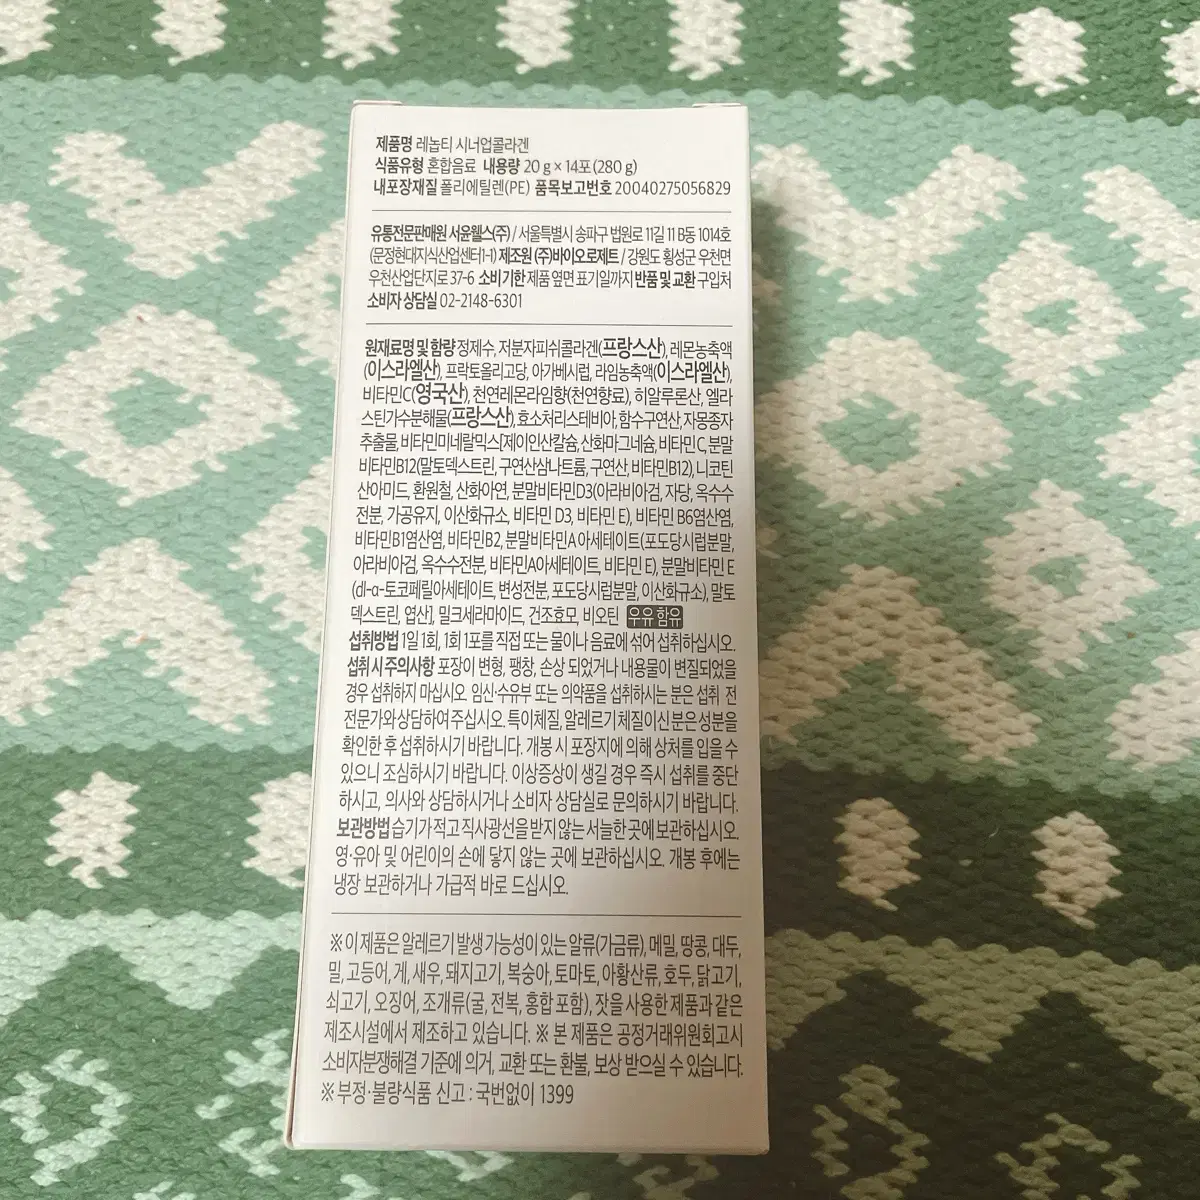 제품명 레놉티 시너업콜라겐
식품유형 혼합음료 내용량 20 g × 14포 (280 g)
내포장재질 폴리에틸렌(PE) 품목보고번호 20040275056829
유통전문판매원 서윤웰스(주) / 서울특별시 송파구 법원로 11길 11 B동 1014호
(문정현대지식산업센터1-1) 제조원 (주)바이오로제트 / 강원도 횡성군 우천면
우천산업단지로 37-6 소비기한 제품 옆면 표기일까지 반품 및 교환 구입처
소비자 상담실 02-2148-6301
원재료명 및 함량 정제수, 저분자피쉬콜라겐(프랑스산), 레몬농축액
(이스라엘산), 프락토올리고당, 아가베시럽, 라임농축액(이스라엘산),
비타민C(영국산), 천연레몬라임향(천연향료), 히알루론산, 엘라
스틴가수분해물(프랑스산), 효소처리스테비아, 함수구연산, 자몽종자
추출물, 비타민미네랄믹스[제이인산칼슘, 산화마그네슘, 비타민 C, 분말
비타민B12(말토덱스트린, 구연산삼나트륨, 구연산, 비타민B12), 니코틴
산아미드, 환원철, 산화아연, 분말비타민D3(아라비아검, 자당, 옥수수
전분, 가공유지, 이산화규소, 비타민 D3, 비타민 E), 비타민 B6염산염,
비타민B1염산염, 비타민B2, 분말비타민A 아세테이트(포도당시럽분말,
아라비아검, 옥수수전분, 비타민A아세테이트, 비타민 E), 분말비타민 E
(dl-α-토코페릴아세테이트, 변성전분, 포도당시럽분말, 이산화규소), 말토
덱스트린, 엽산], 밀크세라마이드, 건조효모, 비오틴 우유 함유
섭취방법 1일 1회, 1회 1포를 직접 또는 물이나 음료에 섞어 섭취하십시오.
섭취 시 주의사항 포장이 변형, 팽창, 손상 되었거나 내용물이 변질되었을
경우 섭취하지 마십시오. 임신·수유부 또는 의약품을 섭취하시는 분은 섭취 전
전문가와 상담하여 주십시오. 특이체질, 알레르기 체질이신 분은 성분을
확인한 후 섭취하시기 바랍니다. 개봉 시 포장지에 의해 상처를 입을 수
있으니 조심하시기 바랍니다. 이상증상이 생길 경우 즉시 섭취를 중단
하시고, 의사와 상담하시거나 소비자 상담실로 문의하시기 바랍니다.
보관방법 습기가 적고 직사광선을 받지 않는 서늘한 곳에 보관하십시오.
영·유아 및 어린이의 손에 닿지 않는 곳에 보관하십시오. 개봉 후에는
냉장 보관하거나 가급적 바로 드십시오.
※ 이 제품은 알레르기 발생 가능성이 있는 알류(가금류), 메밀, 땅콩, 대두,
밀, 고등어, 게, 새우, 돼지고기, 복숭아, 토마토, 아황산류, 호두, 닭고기,
쇠고기, 오징어, 조개류(굴, 전복, 홍합 포함), 잣을 사용한 제품과 같은
제조시설에서 제조하고 있습니다. ※ 본 제품은 공정거래위원회고시
소비자분쟁해결 기준에 의거, 교환 또는 환불, 보상 받으실 수 있습니다.
※ 부정·불량식품 신고 : 국번없이 1399